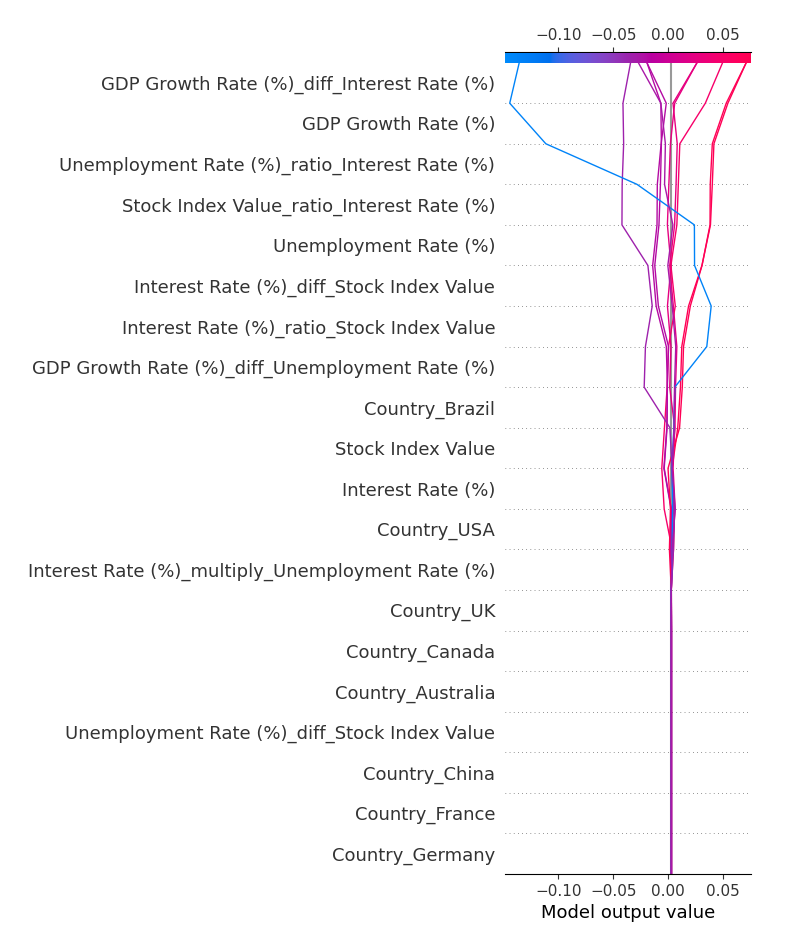 −0.10 −0.05 0.00 0.05
GDP Growth Rate (%)_diff_Interest Rate (%)
GDP Growth Rate (%)
Unemployment Rate (%)_ratio_Interest Rate (%)
Stock Index Value_ratio_Interest Rate (%)
Unemployment Rate (%)
Interest Rate (%)_diff_Stock Index Value
Interest Rate (%)_ratio_Stock Index Value
GDP Growth Rate (%)_diff_Unemployment Rate (%)
Country_Brazil
Stock Index Value
Interest Rate (%)
Country_USA
Interest Rate (%)_multiply_Unemployment Rate (%)
Country_UK
Country_Canada
Country_Australia
Unemployment Rate (%)_diff_Stock Index Value
Country_China
Country_France
Country_Germany
−0.10 −0.05 0.00 0.05
Model output value